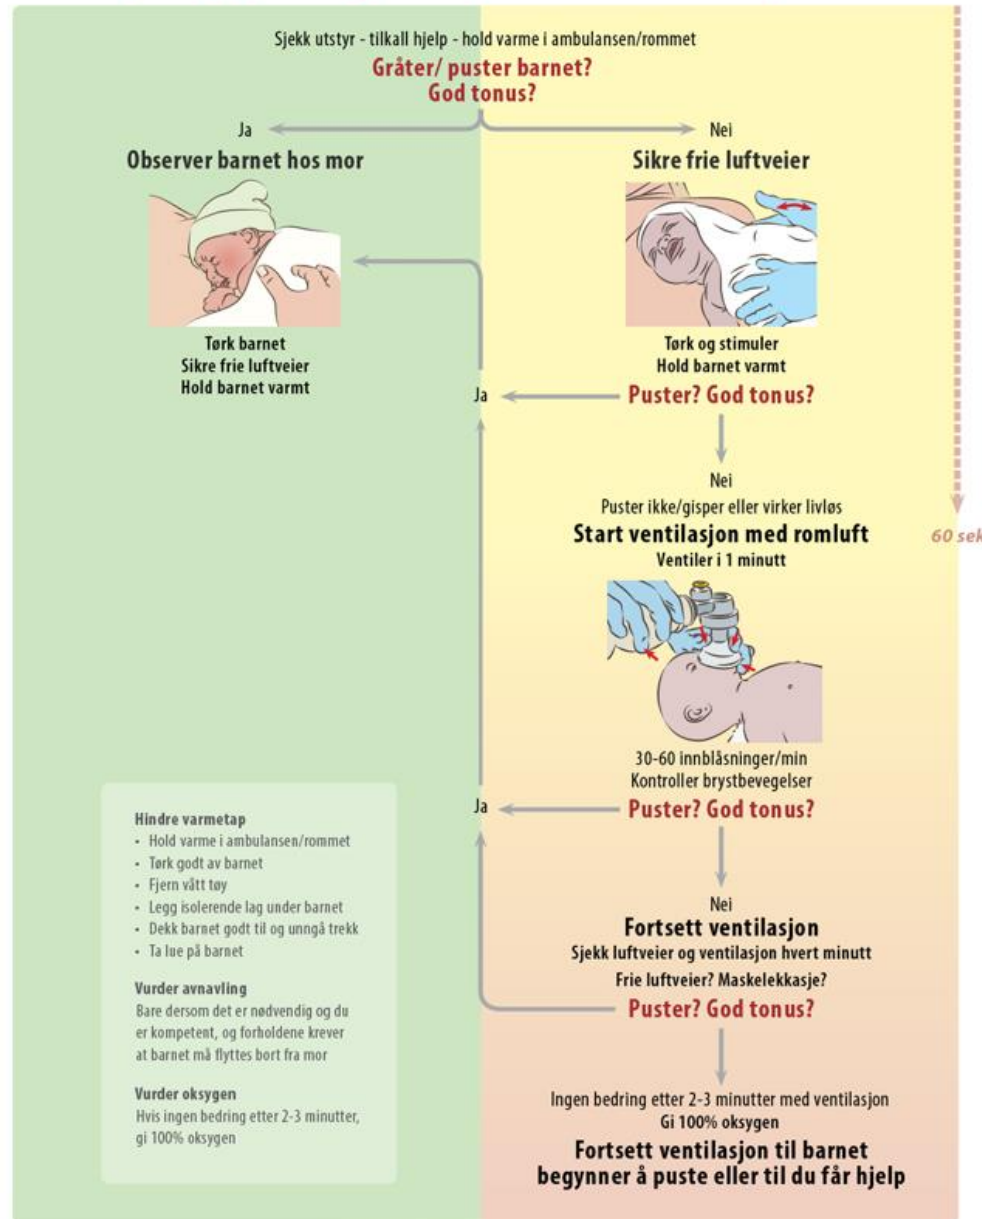 Sjekk utstyr - tilkall hjelp - hold varme i ambulansen/rommet
Gråter/ puster barnet?
God tonus?
Ja
Nei
Observer barnet hos mor
Sikre frie luftveier
Tørk barnet
Sikre frie luftveier
Hold barnet varmt
Tørk og stimuler
Hold barnet varmt
Ja
Puster? God tonus?
Nei
Puster ikke/gisper eller virker livløs
Start ventilasjon med romluft
60 sek
Ventiler i 1 minutt
30-60 innblåsninger/min
Kontroller brystbevegelser
Ja
Puster? God tonus?
Nei
Fortsett ventilasjon
Sjekk luftveier og ventilasjon hvert minutt
Frie luftveier? Maskelekkasje?
Puster? God tonus?
Ingen bedring etter 2-3 minutter med ventilasjon
Gi 100% oksygen
Fortsett ventilasjon til barnet
begynner å puste eller til du får hjelp
Hindre varmetap
• Hold varme i ambulansen/rommet
• Tørk godt av barnet
• Fjern vått tøy
• Legg isolerende lag under barnet
• Dekk barnet godt til og unngå trekk
• Ta lue på barnet
Vurder avnavling
Bare dersom det er nødvendig og du
er kompetent, og forholdene krever
at barnet må flyttes bort fra mor
Vurder oksygen
Hvis ingen bedring etter 2-3 minutter,
gi 100% oksygen